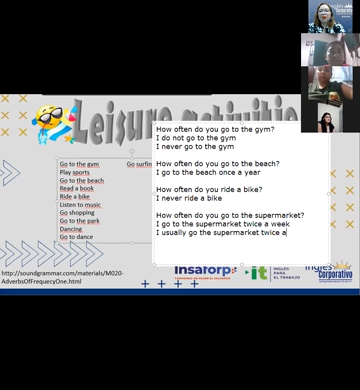 Leisure activitie
How often do you go to the gym?
I do not go to the gym
I never go to the gym
How often do you go to the beach?
I go to the beach once a year
How often do you ride a bike?
I never ride a bike
How often do you go to the supermarket?
I go to the supermarket twice a week
I usually go the supermarket twice a
Go to the gym
Go surfin
Play sports
Go to the beach
Read a book
Ride a bike
Listen to music
Go shopping
Go to the park
Dancing
Go to dance
http://soundgrammar.com/materials/M020-
AdverbsOfFrequecyOne.html
Insaforp
it
INGLÉS
PARA EL
TRABAJO
Inglés
Corporativo